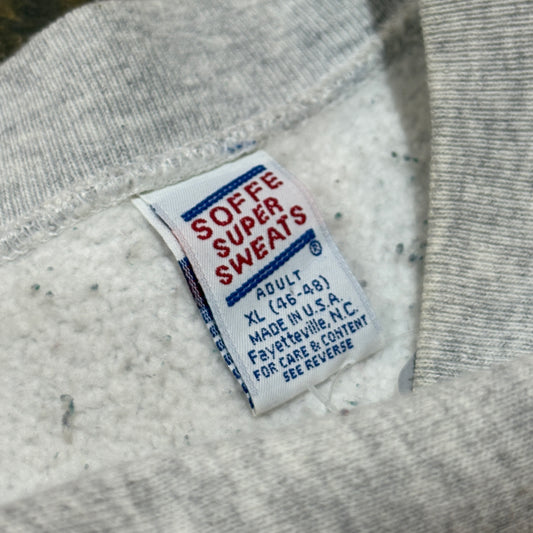 SOFFE
SUPER
SWEATS
®
ADULT
XL (46-48)
MADE IN U.S.A.
Fayetteville, N.C.
FOR CARE & CONTENT
SEE REVERSE